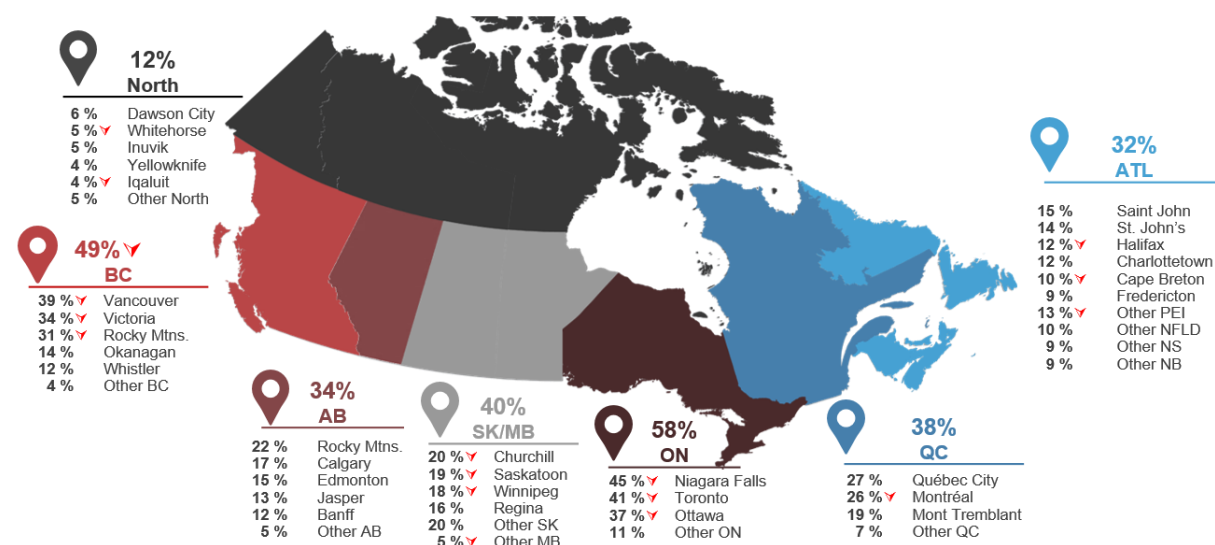 12%
North
6 % Dawson City
5 % Whitehorse
5 % Inuvik
4 % Yellowknife
4 % Iqaluit
5 % Other North
49%
BC
39 % Vancouver
34 % Victoria
31 % Rocky Mtns.
14 % Okanagan
12 % Whistler
4 % Other BC
34%
AB
22 % Rocky Mtns.
17 % Calgary
15 % Edmonton
13 % Jasper
12 % Banff
5 % Other AB
40%
SK/MB
20 % Churchill
19 % Saskatoon
18 % Winnipeg
16 % Regina
20 % Other SK
5 % Other MB
58%
ON
45 % Niagara Falls
41 % Toronto
37 % Ottawa
11 % Other ON
38%
QC
27 % Québec City
26 % Montréal
19 % Mont Tremblant
7 % Other QC
32%
ATL
15 % Saint John
14 % St. John's
12 % Halifax
12 % Charlottetown
10 % Cape Breton
9 % Fredericton
13 % Other PEI
10 % Other NFLD
9 % Other NS
9 % Other NB